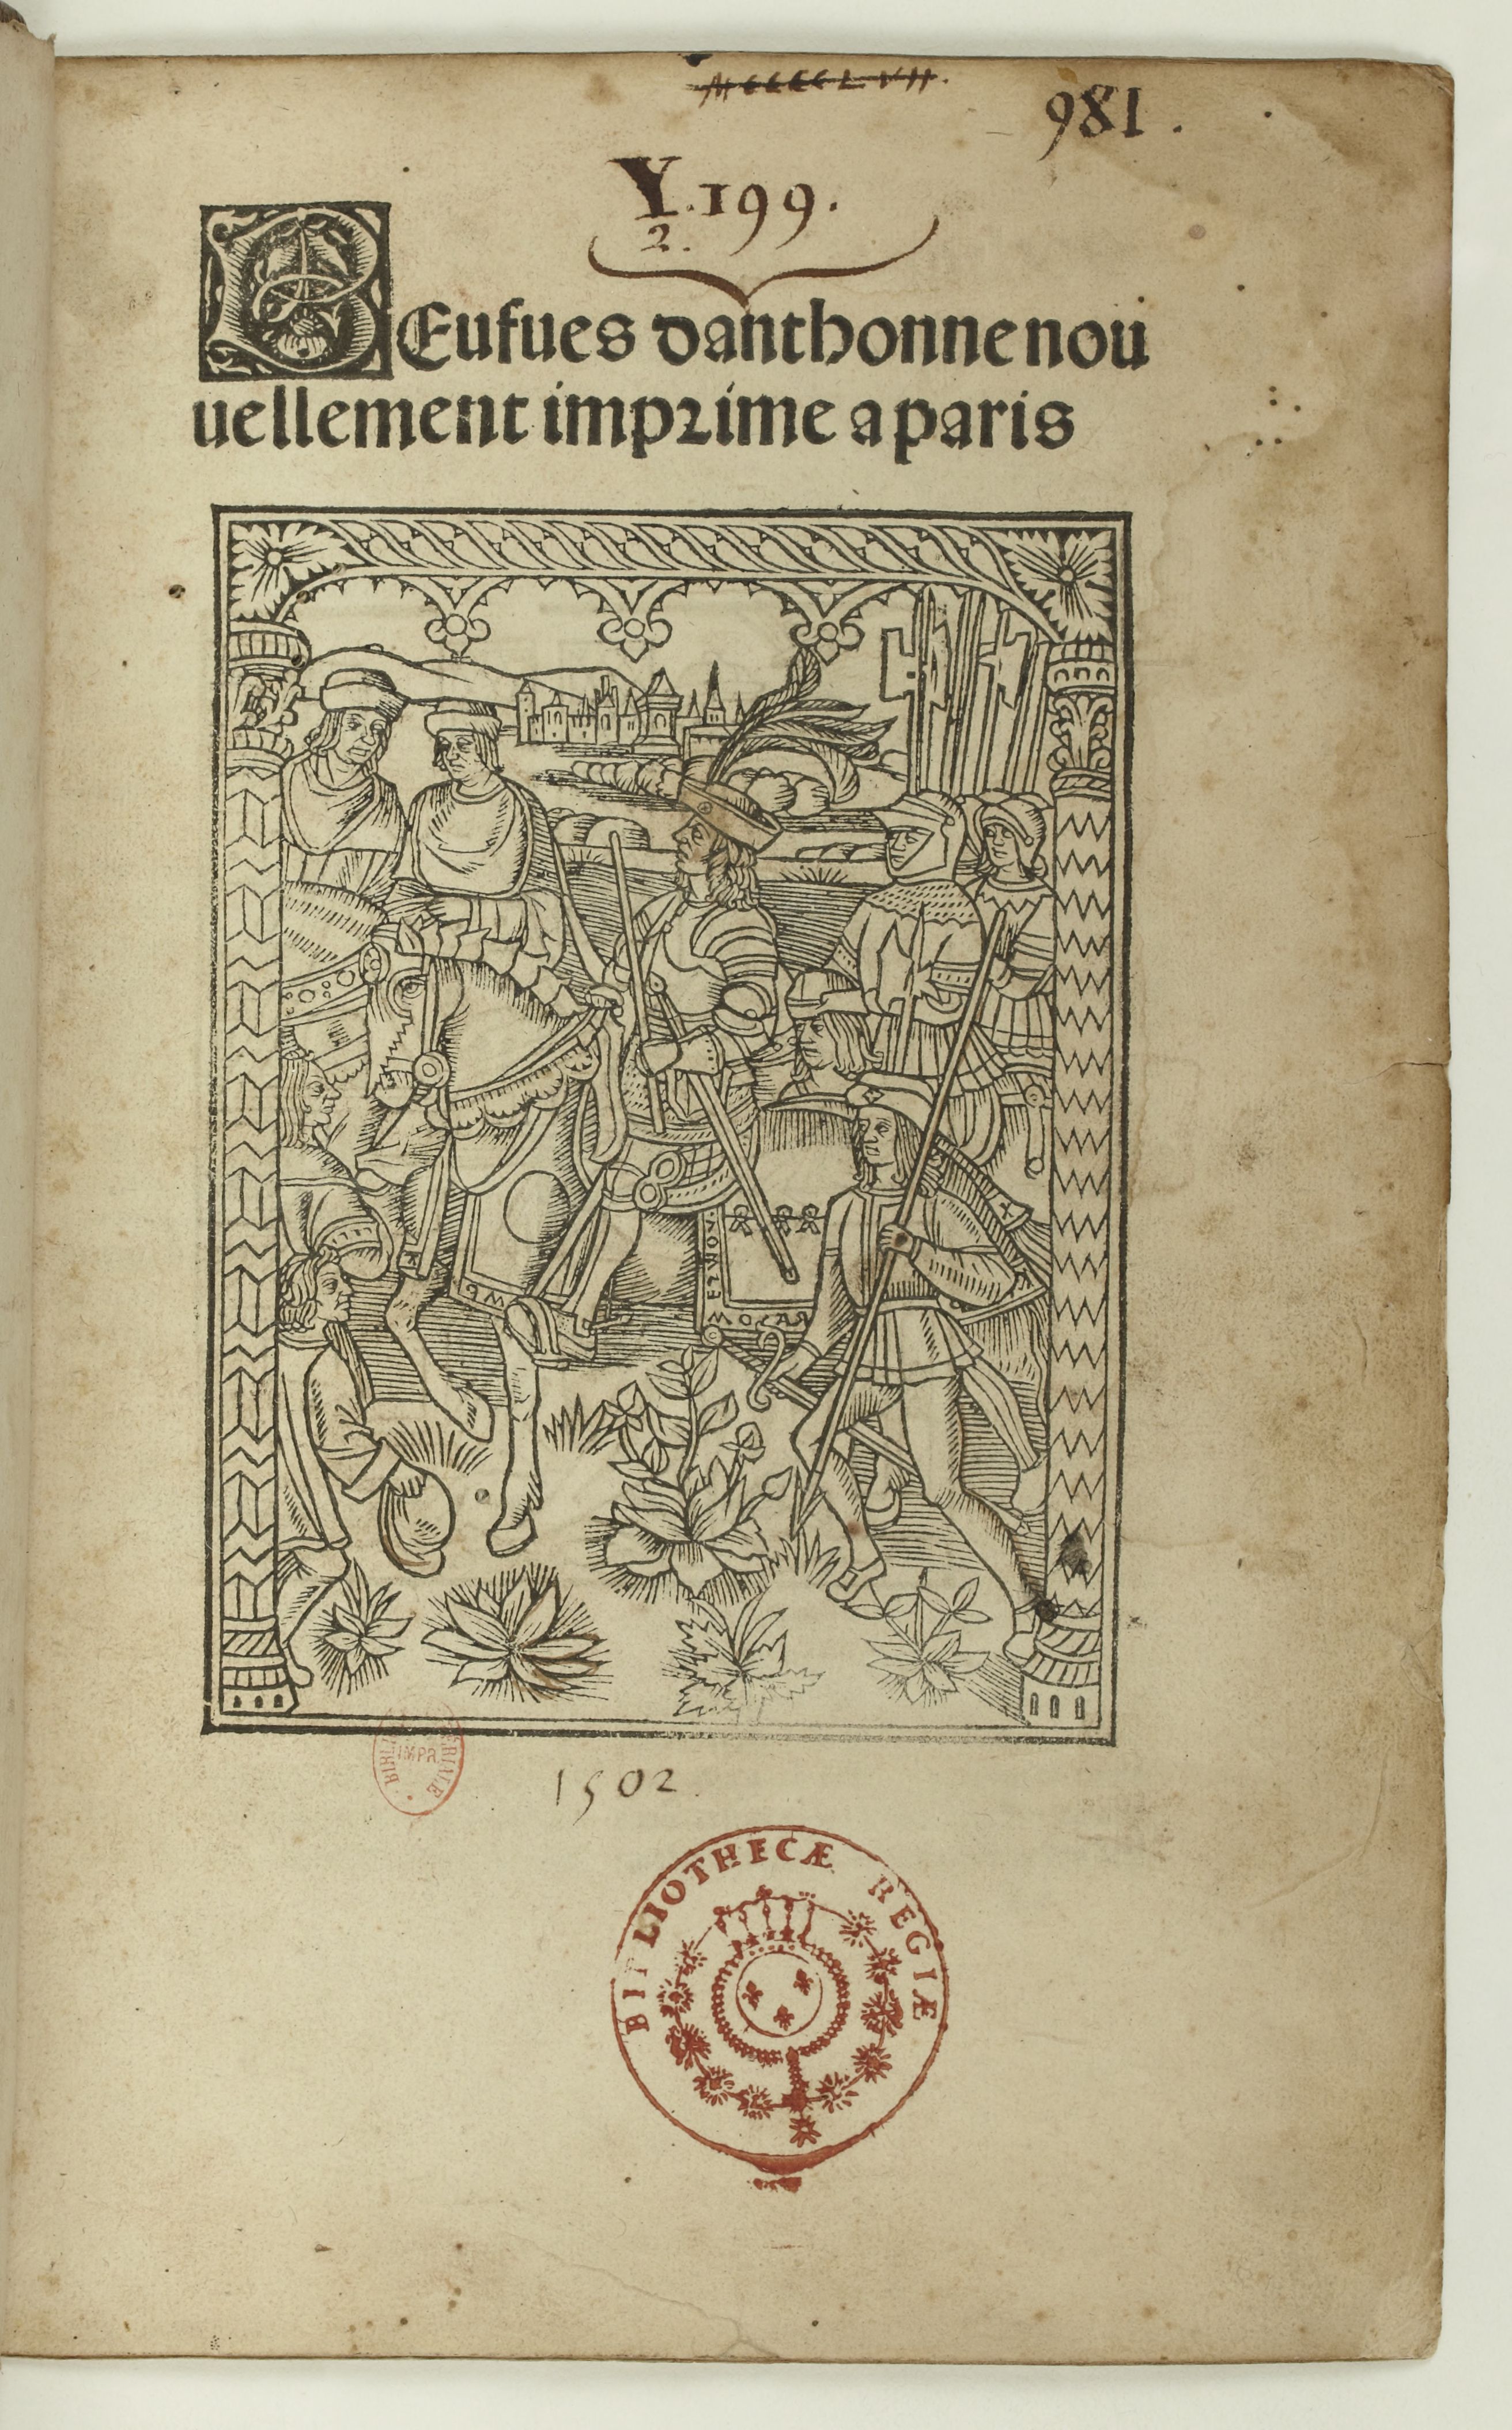 981.
Y.199.
2.
BEufues danthonne nou
uellement imprime a paris
1502.
BIBLIOTHECÆ REGIÆ